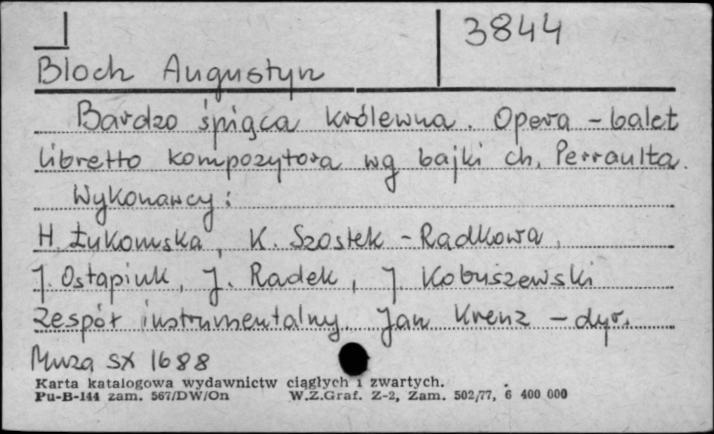 3844
Bloch Augustyn
Bardzo śpiąca królewna. Opera - balet
libretto kompozytora wg bajki ch. Perraulta.
Wykonawcy:
H. Łukomska, K. Szostek - Radkowa,
J. Ostapiuk, J. Radek, J. Kobuszewski
Zespół instrumentalny. Jan Krenz - dyr.
Muza SX 1688
Karta katalogowa wydawnictw ciągłych i zwartych.
Pu-B-144 zam. 567/DW/On W.Z.Graf. Z-2, Zam. 502/77, 6 400 000